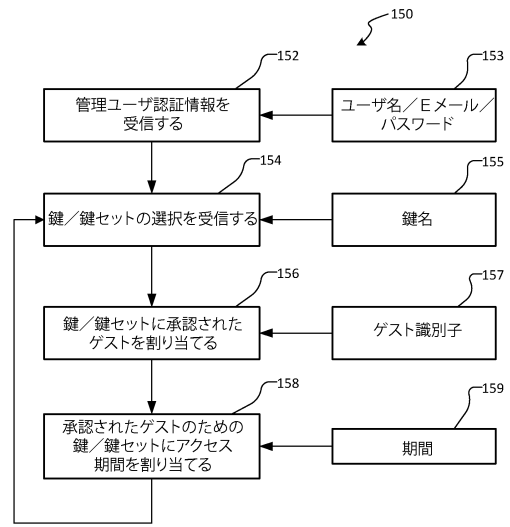 150
152
管理ユーザ認証情報を
受信する
153
ユーザ名／Eメール／
パスワード
154
鍵／鍵セットの選択を受信する
155
鍵名
156
鍵／鍵セットに承認された
ゲストを割り当てる
157
ゲスト識別子
158
承認されたゲストのための
鍵／鍵セットにアクセス
期間を割り当てる
159
期間